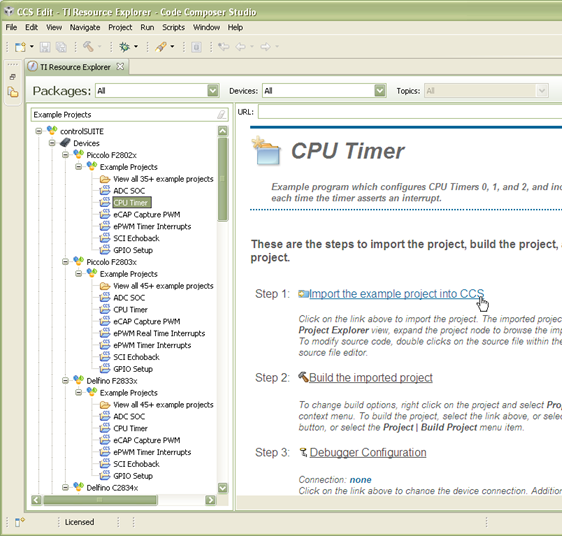 CCS Edit - TI Resource Explorer - Code Composer Studio
File Edit View Navigate Project Run Scripts Window Help
TI Resource Explorer
Packages: All Devices: All Topics: All
Example Projects
URL:
controlSUITE
Devices
Piccolo F2802x
Example Projects
View all 35+ example projects
ADC SOC
CPU Timer
eCAP Capture PWM
ePWM Timer Interrupts
SCI Echoback
GPIO Setup
Piccolo F2803x
Example Projects
View all 45+ example projects
ADC SOC
CPU Timer
eCAP Capture PWM
ePWM Real Time Interrupts
ePWM Timer Interrupts
SCI Echoback
GPIO Setup
Delfino F2833x
Example Projects
View all 45+ example projects
ADC SOC
CPU Timer
eCAP Capture PWM
ePWM Timer Interrupts
SCI Echoback
GPIO Setup
Delfino C2834x
CPU Timer
Example program which configures CPU Timers 0, 1, and 2, and inc
each time the timer asserts an interrupt.
These are the steps to import the project, build the project,
project.
Step 1: Import the example project into CCS
Click on the link above to import the project. The imported projec
Project Explorer view, expand the project node to browse the imp
To modify source code, double clicks on the source file within the
source file editor.
Step 2: Build the imported project
To change build options, right click on the project and select Prop
context menu. To build the project, select the link above, or selec
button, or select the Project | Build Project menu item.
Step 3: Debugger Configuration
Connection: none
Click on the link above to change the device connection. Addition
Licensed